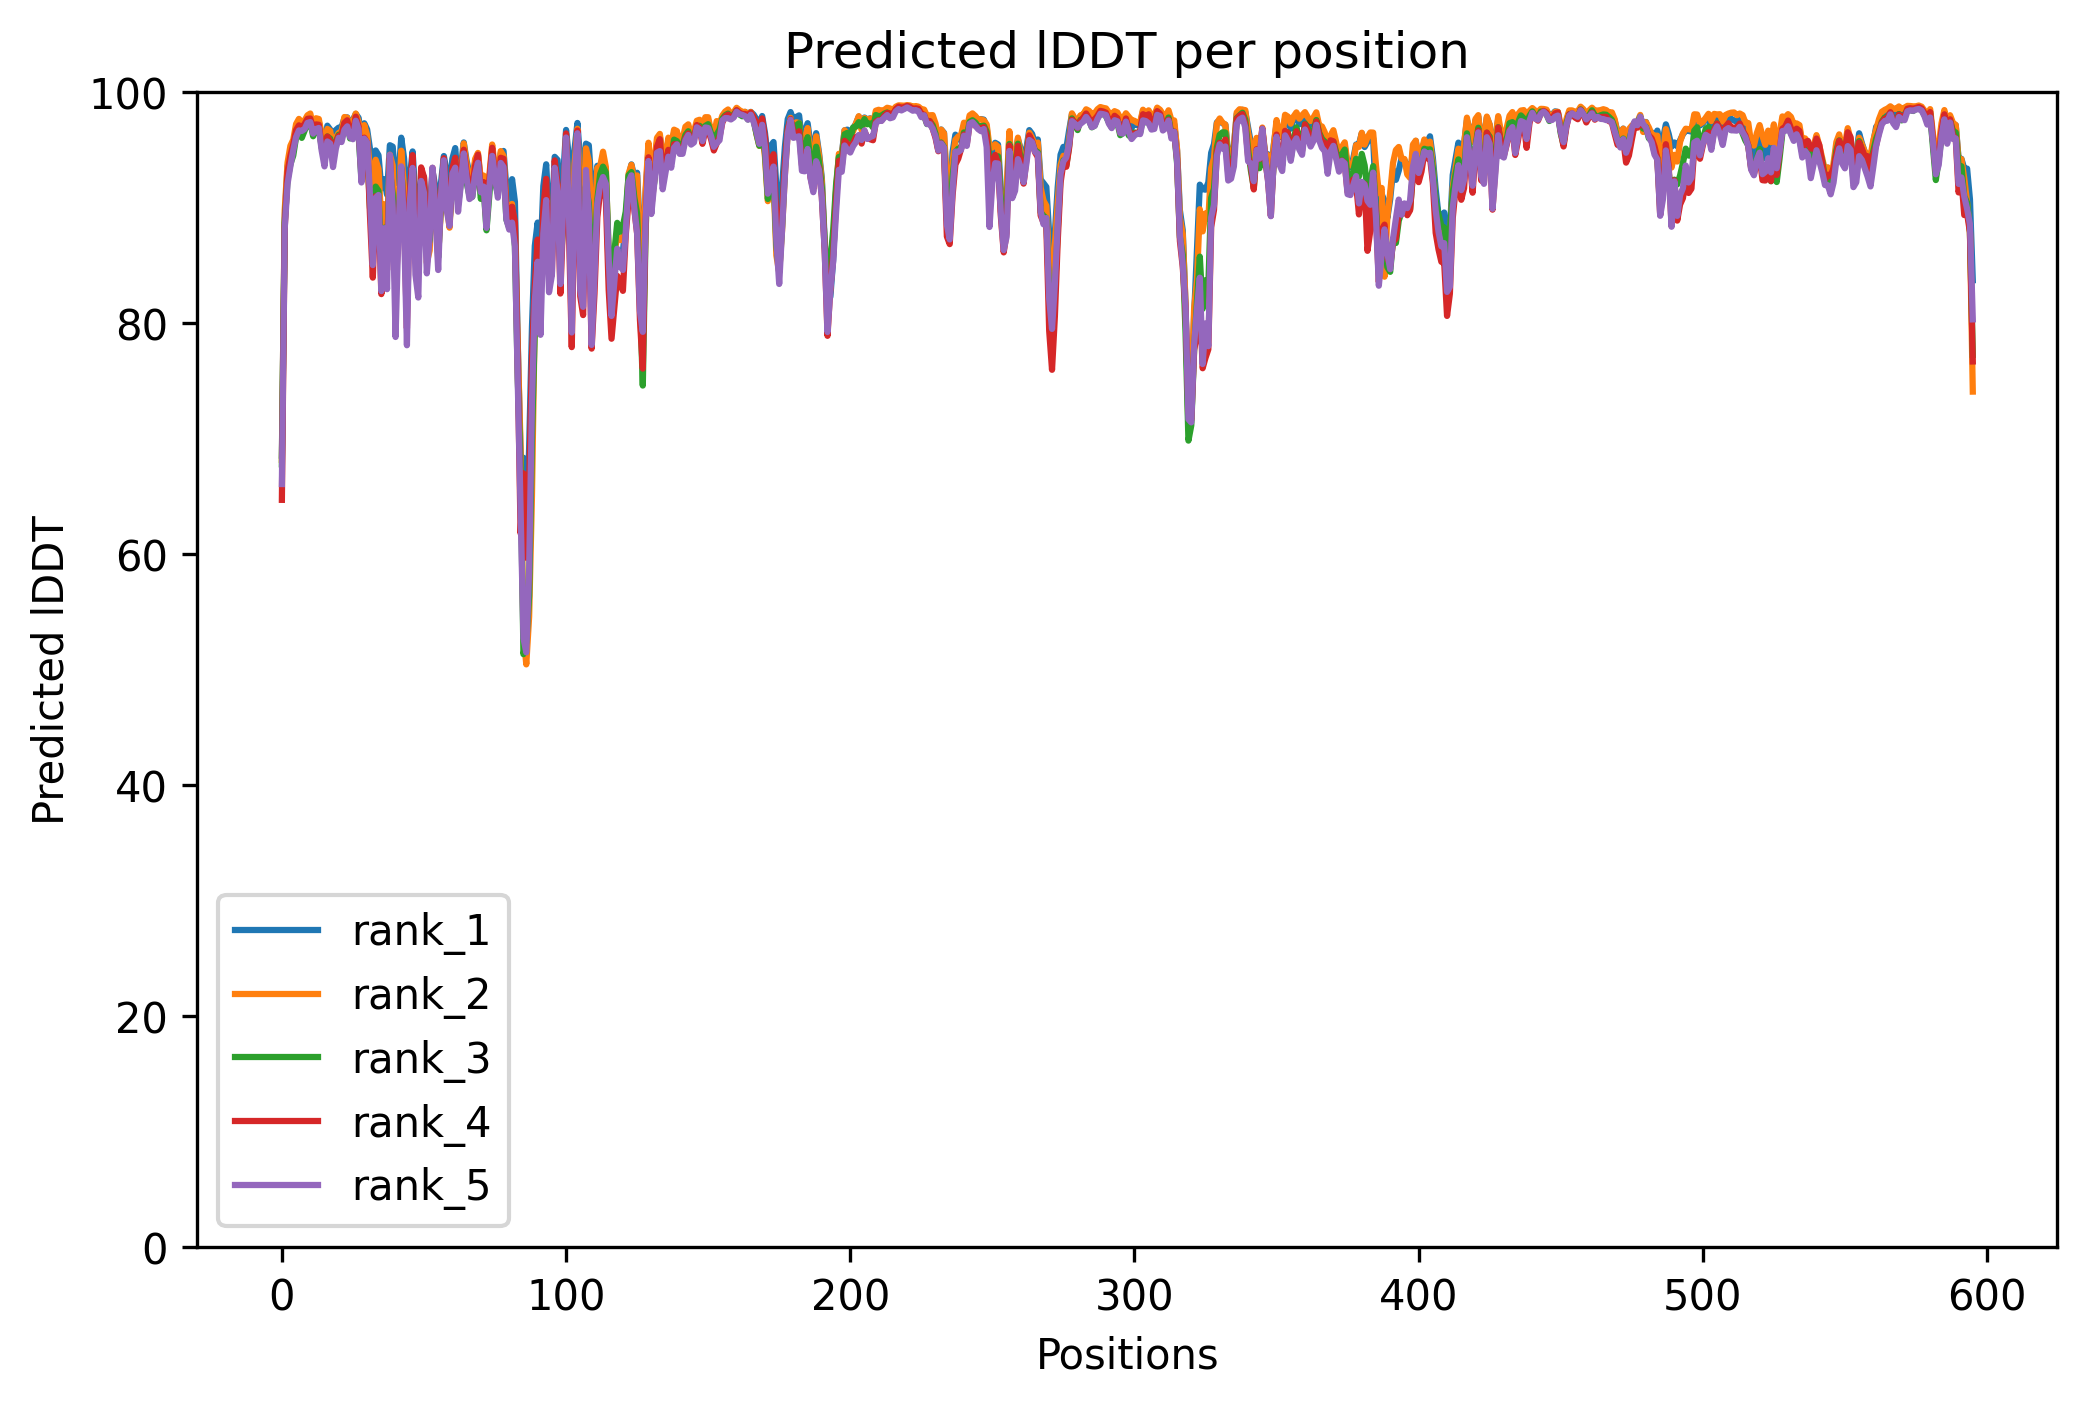 Predicted lDDT per position
100
80
60
40
20
0
Predicted lDDT
rank_1
rank_2
rank_3
rank_4
rank_5
0 100 200 300 400 500 600
Positions